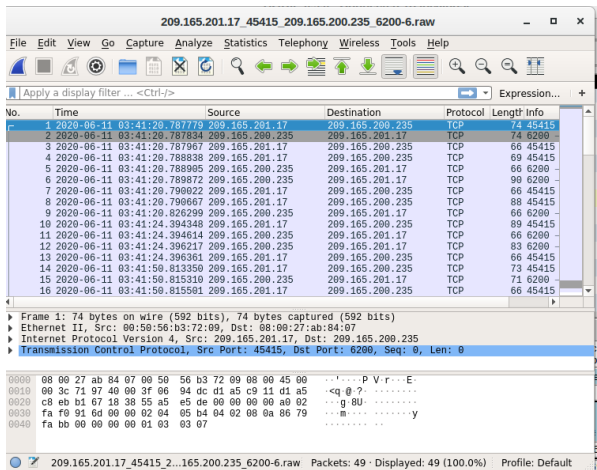 209.165.201.17_45415_209.165.200.235_6200-6.raw
File Edit View Go Capture Analyze Statistics Telephony Wireless Tools Help
Apply a display filter ... <Ctrl-/> Expression... +
No. Time Source Destination Protocol Length Info
1 2020-06-11 03:41:20.787779 209.165.201.17 209.165.200.235 TCP 74 45415
2 2020-06-11 03:41:20.787834 209.165.200.235 209.165.201.17 TCP 74 6200 -
3 2020-06-11 03:41:20.787967 209.165.201.17 209.165.200.235 TCP 66 45415
4 2020-06-11 03:41:20.788838 209.165.201.17 209.165.200.235 TCP 69 45415
5 2020-06-11 03:41:20.788905 209.165.200.235 209.165.201.17 TCP 66 6200 -
6 2020-06-11 03:41:20.789872 209.165.200.235 209.165.201.17 TCP 90 6200 -
7 2020-06-11 03:41:20.790022 209.165.201.17 209.165.200.235 TCP 66 45415
8 2020-06-11 03:41:20.790667 209.165.201.17 209.165.200.235 TCP 88 45415
9 2020-06-11 03:41:20.826299 209.165.200.235 209.165.201.17 TCP 66 6200 -
10 2020-06-11 03:41:24.394348 209.165.201.17 209.165.200.235 TCP 89 45415
11 2020-06-11 03:41:24.394614 209.165.200.235 209.165.201.17 TCP 66 6200 -
12 2020-06-11 03:41:24.396217 209.165.200.235 209.165.201.17 TCP 83 6200 -
13 2020-06-11 03:41:24.396361 209.165.201.17 209.165.200.235 TCP 66 45415
14 2020-06-11 03:41:50.813350 209.165.201.17 209.165.200.235 TCP 73 45415
15 2020-06-11 03:41:50.815310 209.165.200.235 209.165.201.17 TCP 71 6200 -
16 2020-06-11 03:41:50.815501 209.165.201.17 209.165.200.235 TCP 66 45415
Frame 1: 74 bytes on wire (592 bits), 74 bytes captured (592 bits)
Ethernet II, Src: 00:50:56:b3:72:09, Dst: 08:00:27:ab:84:07
Internet Protocol Version 4, Src: 209.165.201.17, Dst: 209.165.200.235
Transmission Control Protocol, Src Port: 45415, Dst Port: 6200, Seq: 0, Len: 0
0000 08 00 27 ab 84 07 00 50 56 b3 72 09 08 00 45 00 ··'····P V·r···E·
0010 00 3c 71 97 40 00 3f 06 94 dc d1 a5 c9 11 d1 a5 ·<q·@·?· ········
0020 c8 eb b1 67 18 38 55 a5 e5 de 00 00 00 00 a0 02 ···g·8U· ········
0030 fa f0 91 6d 00 00 02 04 05 b4 04 02 08 0a 86 79 ···m···· ·······y
0040 fa bb 00 00 00 00 01 03 03 07 ········ ··
209.165.201.17_45415_2...165.200.235_6200-6.raw Packets: 49 · Displayed: 49 (100.0%) Profile: Default